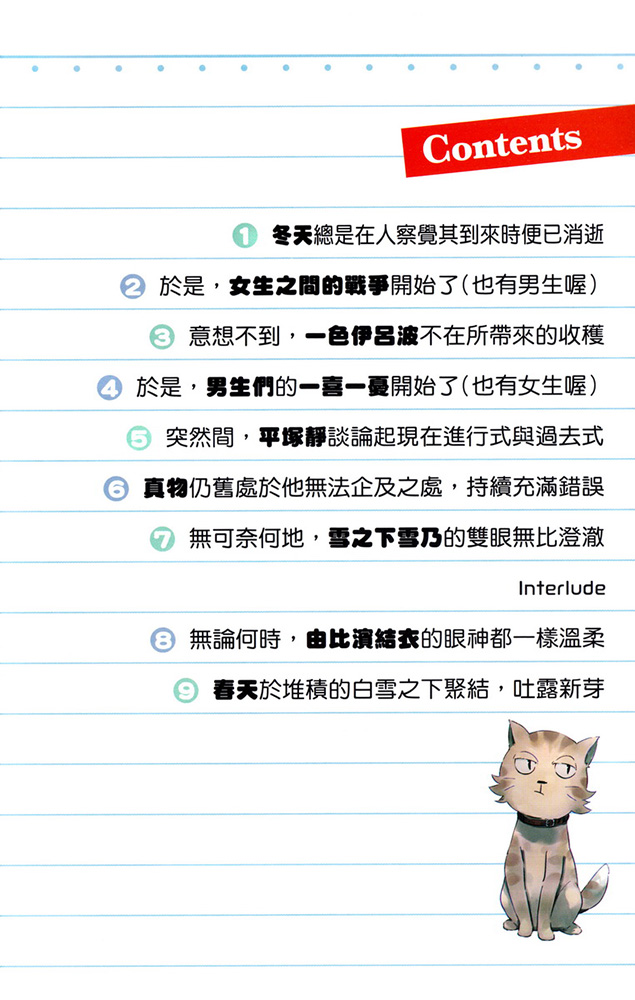 Contents
1 冬天總是在人察覺其到來時便已消逝
2 於是，女生之間的戰爭開始了(也有男生喔)
3 意想不到，一色伊呂波不在所帶來的收穫
4 於是，男生們的一喜一憂開始了(也有女生喔)
5 突然間，平塚靜談論起現在進行式與過去式
6 真物仍舊處於他無法企及之處，持續充滿錯誤
7 無可奈何地，雪之下雪乃的雙眼無比澄澈
Interlude
8 無論何時，由比濱結衣的眼神都一樣溫柔
9 春天於堆積的白雪之下聚結，吐露新芽